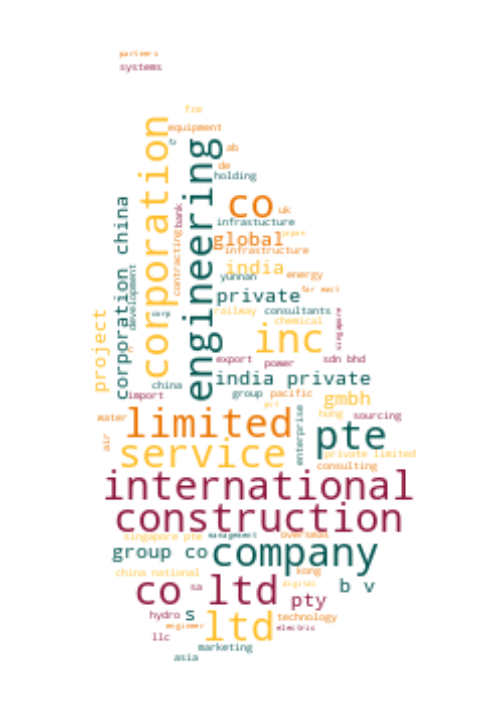 partners
systems
fze
equipment
corporation
engineering
ab
de
holding
co
uk
infrastucture
bank
global
japan
infrastructure
contracting
corporation china
development
india
yunnan
energy
far east
private
corp
railway
consultants
chemical
singapore
inc
project
export
power
sdn bhd
china
india private
import
group
pacific
gmbh
water
limited
hong
sourcing
enterprise
pte
air
service
private limited
consulting
international
construction
singapore pte
management
overseas
group co
company
china national
kong
co ltd
sa
digital
b v
pty
hydro
s
ltd
technology
engineer
electric
llc
marketing
asia